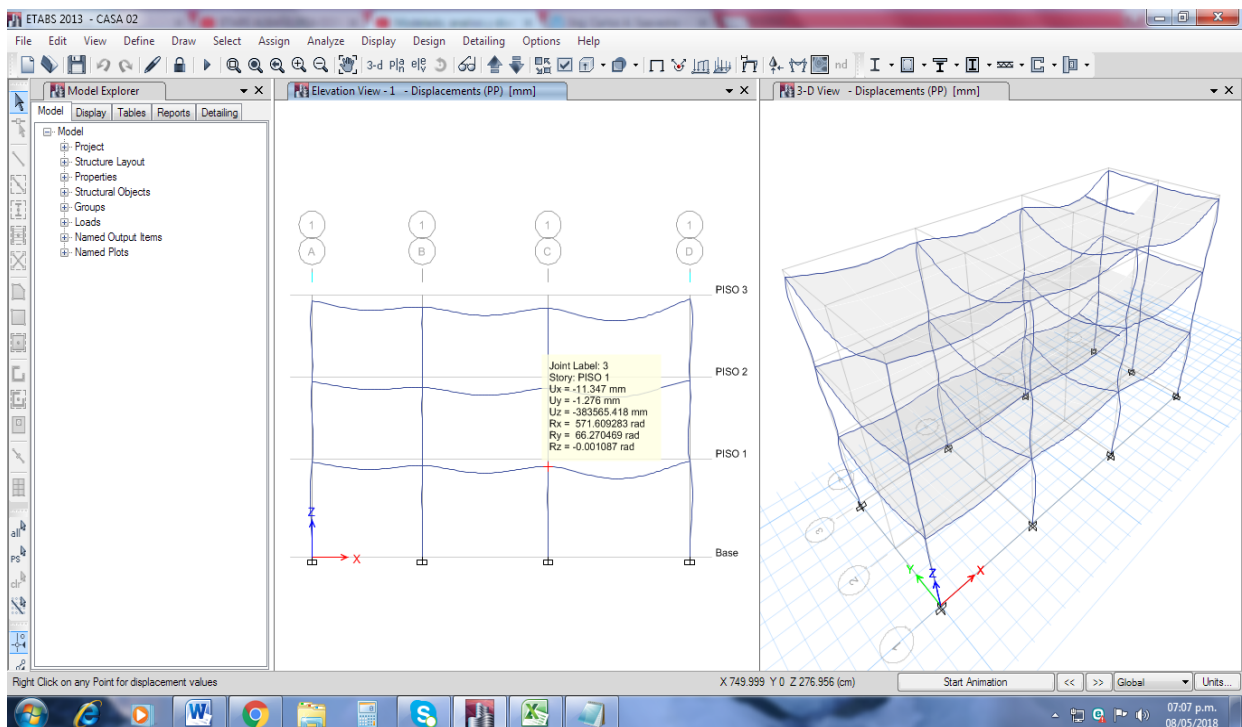 ETABS 2013 - CASA 02
File Edit View Define Draw Select Assign Analyze Display Design Detailing Options Help
3-d
nd
Model Explorer
Model Display Tables Reports Detailing
Model
Project
Structure Layout
Properties
Structural Objects
Groups
Loads
Named Output Items
Named Plots
all
PS
clr
Elevation View - 1 - Displacements (PP) [mm]
1 1 1 1
A B C D
PISO 3
PISO 2
PISO 1
Base
Joint Label: 3
Story: PISO 1
Ux = -11.347 mm
Uy = -1.276 mm
Uz = -383565.418 mm
Rx = 571.609283 rad
Ry = 66.270469 rad
Rz = -0.001087 rad
Z
X
3-D View - Displacements (PP) [mm]
Y Z X
Right Click on any Point for displacement values
X 749.999 Y 0 Z 276.956 (cm)
Start Animation
<< >>
Global
Units...
07:07 p.m.
08/05/2018